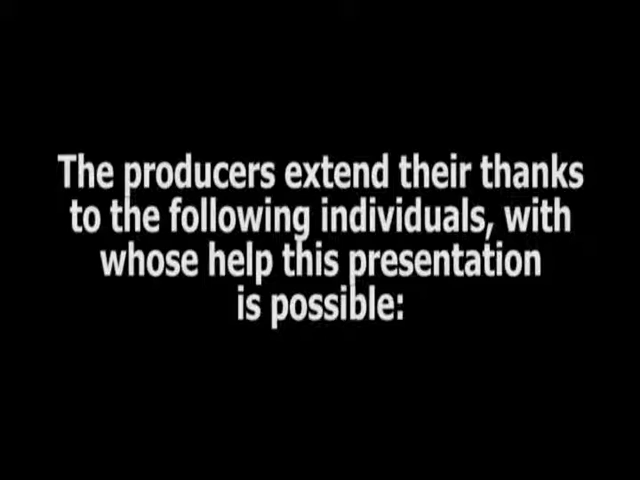 The producers extend their thanks
to the following individuals, with
whose help this presentation
is possible: